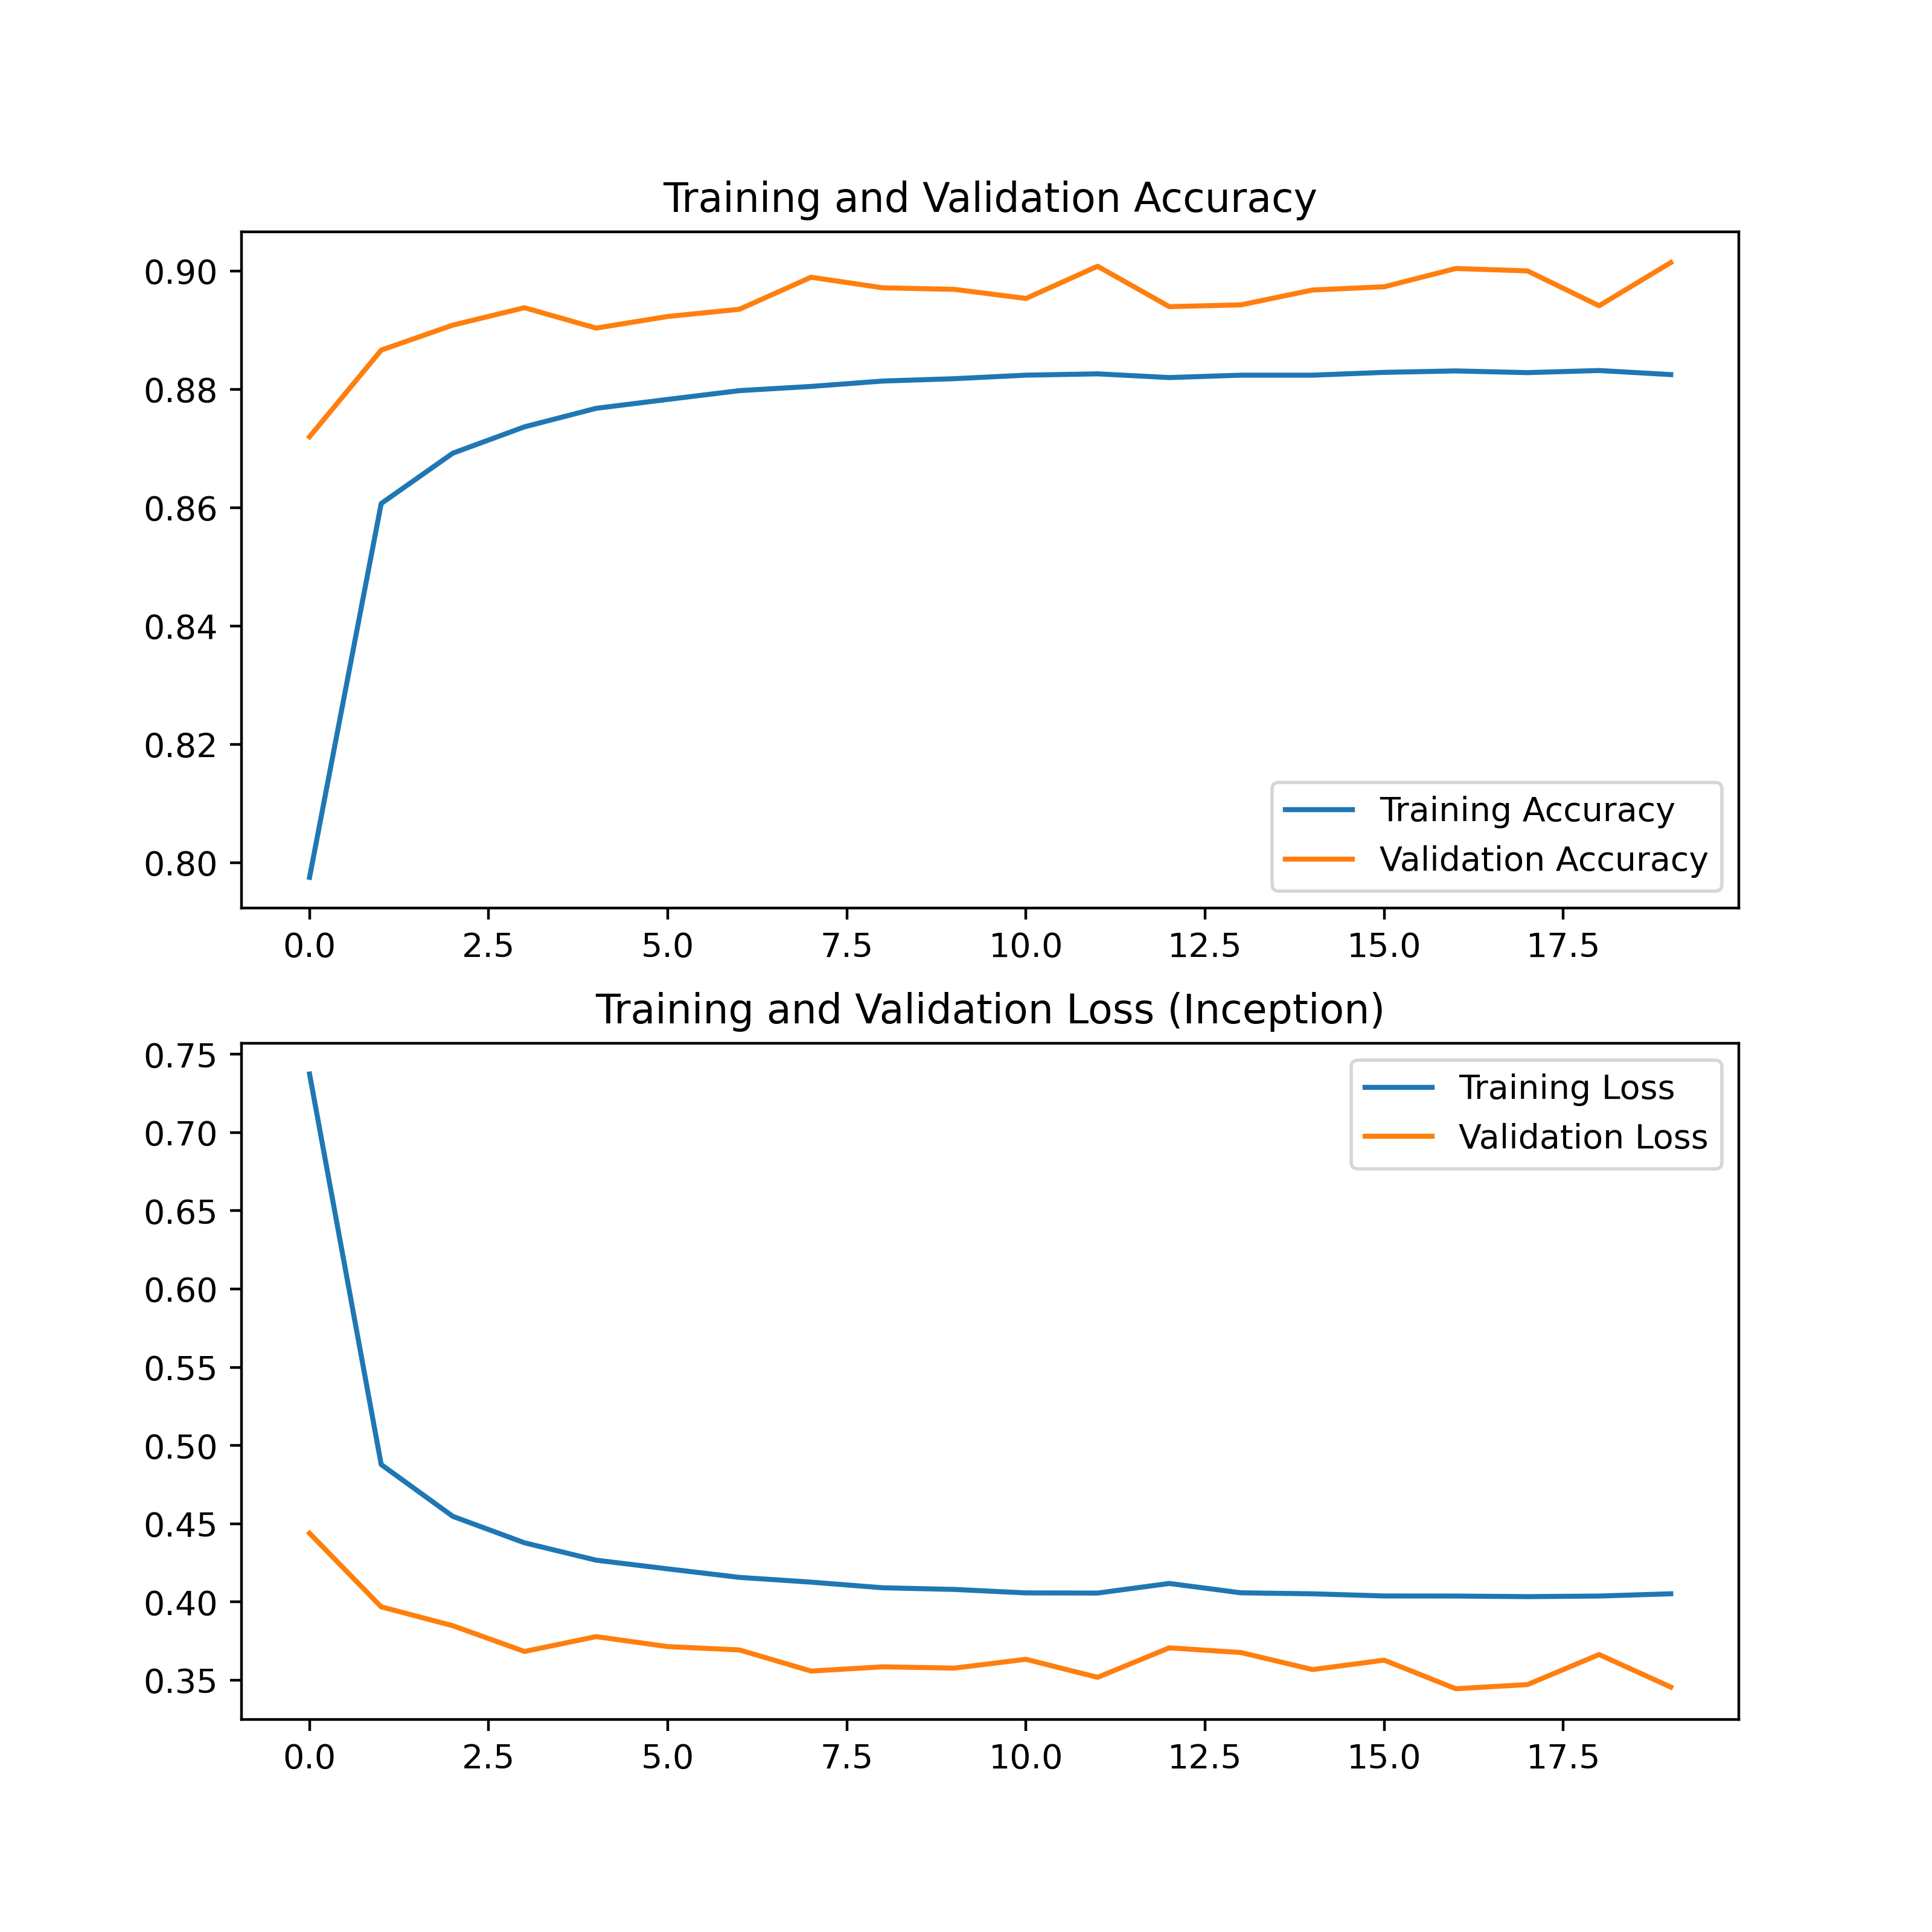 Training and Validation Accuracy
0.90
0.88
0.86
0.84
0.82
0.80
Training Accuracy
Validation Accuracy
0.0 2.5 5.0 7.5 10.0 12.5 15.0 17.5
Training and Validation Loss (Inception)
0.75
0.70
0.65
0.60
0.55
0.50
0.45
0.40
0.35
Training Loss
Validation Loss
0.0 2.5 5.0 7.5 10.0 12.5 15.0 17.5